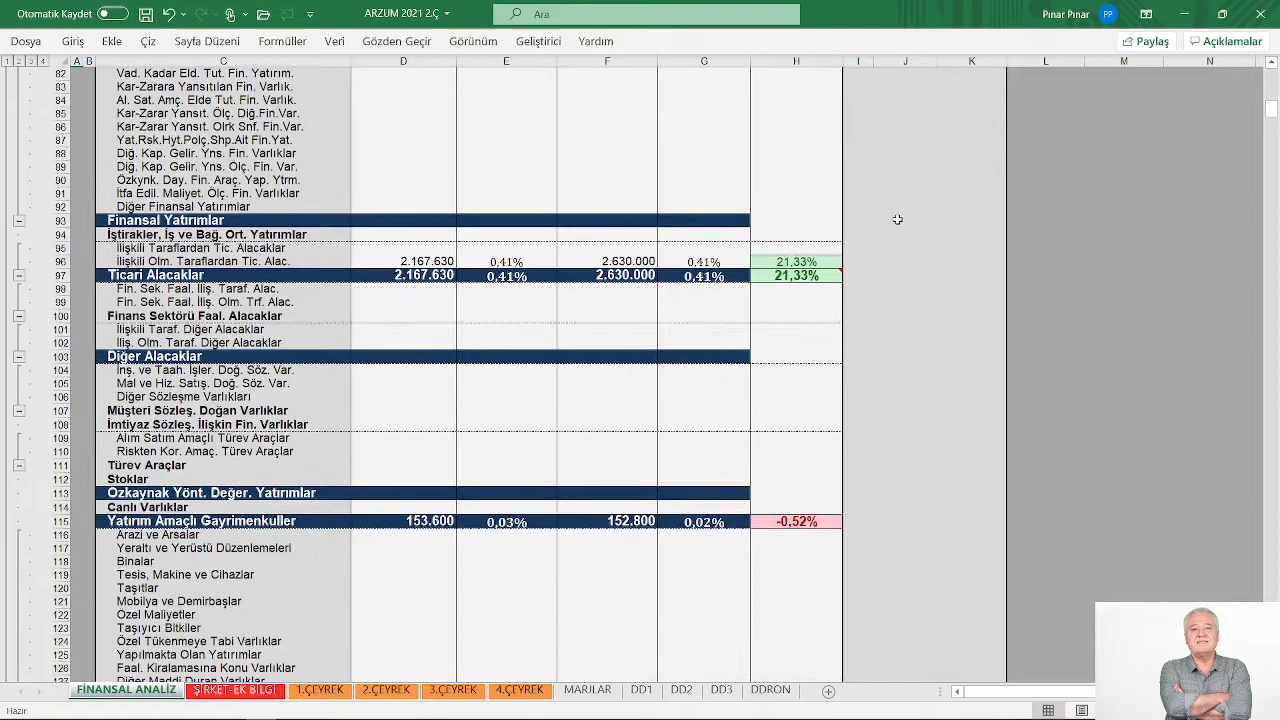 Otomatik Kaydet
ARZUM 2021 2.Ç
Ara
Pınar Pınar PP
Dosya Giriş Ekle Çiz Sayfa Düzeni Formüller Veri Gözden Geçir Görünüm Geliştirici Yardım Paylaş Açıklamalar
1 2 3 4 A B C D E F G H I J K L M N
82 Vad. Kadar Eld. Tut. Fin. Yatırım.
83 Kar-Zarara Yansıtılan Fin. Varlık.
84 Al. Sat. Amç. Elde Tut. Fin. Varlık.
85 Kar-Zarar Yansıt. Ölç. Diğ.Fin.Var.
86 Kar-Zarar Yansıt. Olrk Snf. Fin.Var.
87 Yat.Rsk.Hyt.Polç.Shp.Ait Fin.Yat.
88 Diğ. Kap. Gelir. Yns. Fin. Varlıklar
89 Diğ. Kap. Gelir. Yns. Ölç. Fin. Var.
90 Özkynk. Day. Fin. Araç. Yap. Ytrm.
91 İtfa Edil. Maliyet. Ölç. Fin. Varlıklar
92 Diğer Finansal Yatırımlar
93 Finansal Yatırımlar
94 İştirakler, İş ve Bağ. Ort. Yatırımlar
95 İlişkili Taraflardan Tic. Alacaklar
96 İlişkili Olm. Taraflardan Tic. Alac. 2.167.630 0,41% 2.630.000 0,41% 21,33%
97 Ticari Alacaklar 2.167.630 0,41% 2.630.000 0,41% 21,33%
98 Fin. Sek. Faal. İliş. Taraf. Alac.
99 Fin. Sek. Faal. İliş. Olm. Trf. Alac.
100 Finans Sektörü Faal. Alacaklar
101 İlişkili Taraf. Diğer Alacaklar
102 İliş. Olm. Taraf. Diğer Alacaklar
103 Diğer Alacaklar
104 İnş. ve Taah. İşler. Doğ. Söz. Var.
105 Mal ve Hiz. Satış. Doğ. Söz. Var.
106 Diğer Sözleşme Varlıkları
107 Müşteri Sözleş. Doğan Varlıklar
108 İmtiyaz Sözleş. İlişkin Fin. Varlıklar
109 Alım Satım Amaçlı Türev Araçlar
110 Riskten Kor. Amaç. Türev Araçlar
111 Türev Araçlar
112 Stoklar
113 Özkaynak Yönt. Değer. Yatırımlar
114 Canlı Varlıklar
115 Yatırım Amaçlı Gayrimenkuller 153.600 0,03% 152.800 0,02% -0,52%
116 Arazi ve Arsalar
117 Yeraltı ve Yerüstü Düzenlemeleri
118 Binalar
119 Tesis, Makine ve Cihazlar
120 Taşıtlar
121 Mobilya ve Demirbaşlar
122 Özel Maliyetler
123 Taşıyıcı Bitkiler
124 Özel Tükenmeye Tabi Varlıklar
125 Yapılmakta Olan Yatırımlar
126 Faal. Kiralamasına Konu Varlıklar
Diğer Maddi Duran Varlıklar
FİNANSAL ANALİZ ŞİRKET-EK BİLGİ 1.ÇEYREK 2.ÇEYREK 3.ÇEYREK 4.ÇEYREK MARJLAR DD1 DD2 DD3 DDRON
Hazır